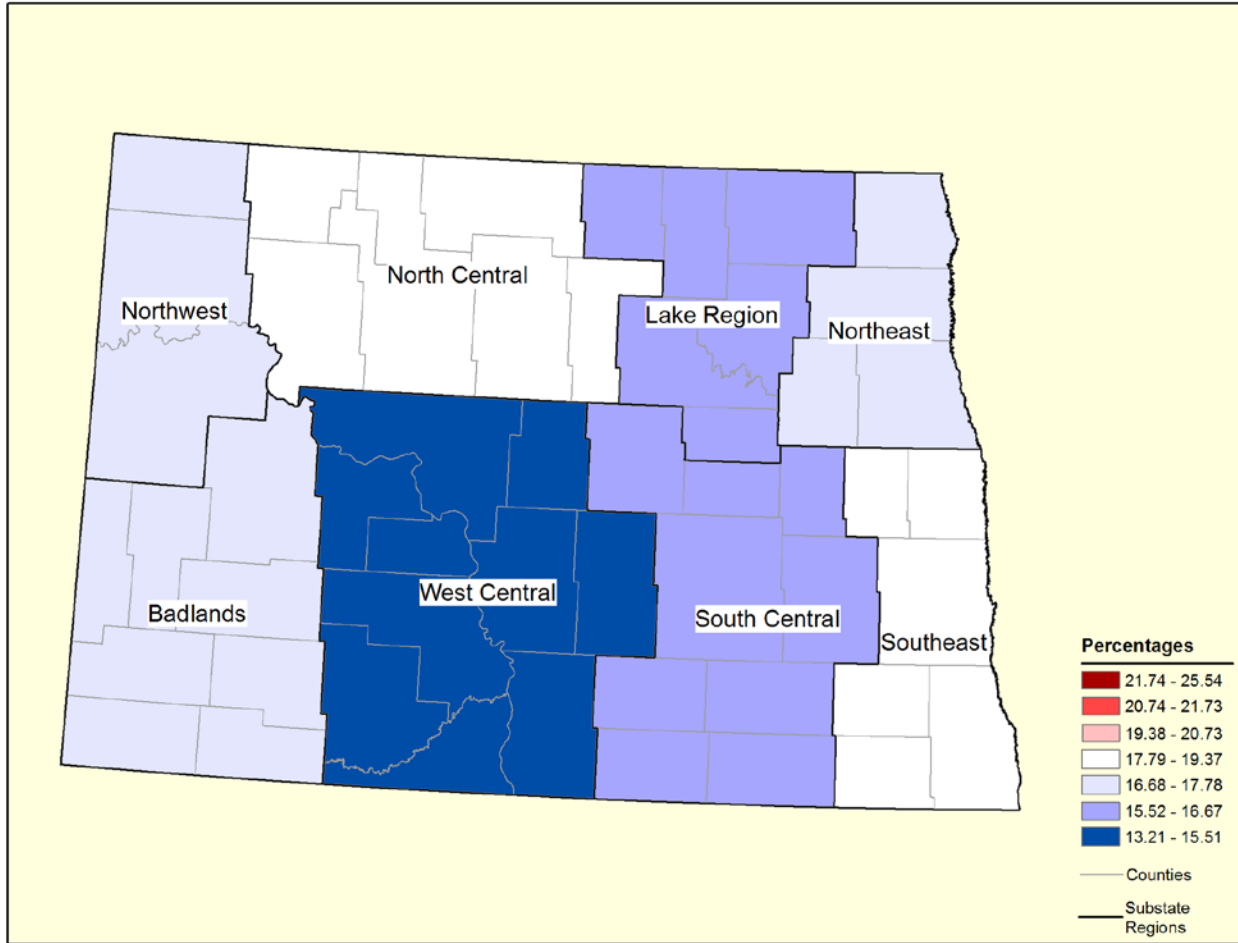 North Central
Northwest
Lake Region
Northeast
West Central
Badlands
South Central
Southeast
Percentages
21.74 - 25.54
20.74 - 21.73
19.38 - 20.73
17.79 - 19.37
16.68 - 17.78
15.52 - 16.67
13.21 - 15.51
Counties
Substate
Regions